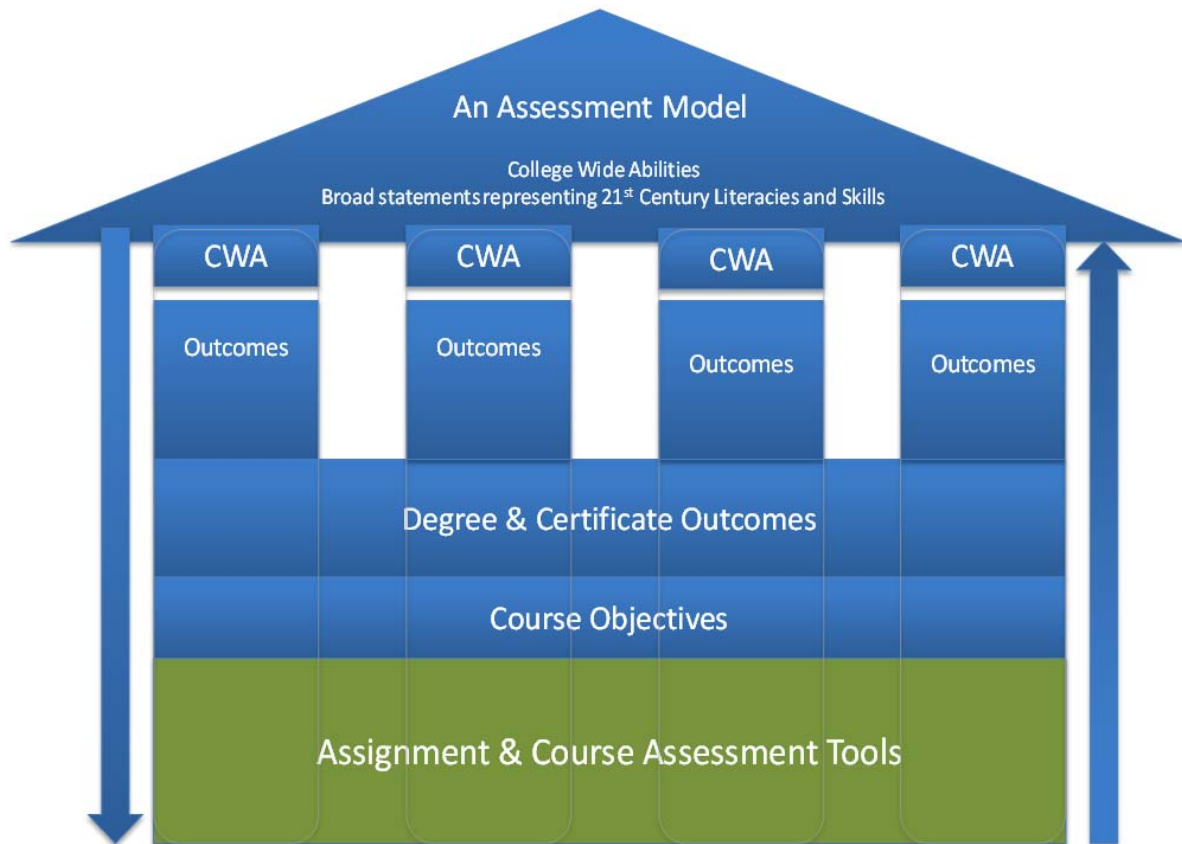 An Assessment Model
College Wide Abilities
Broad statements representing 21st Century Literacies and Skills
CWA
CWA
CWA
CWA
Outcomes
Outcomes
Outcomes
Outcomes
Degree & Certificate Outcomes
Course Objectives
Assignment & Course Assessment Tools